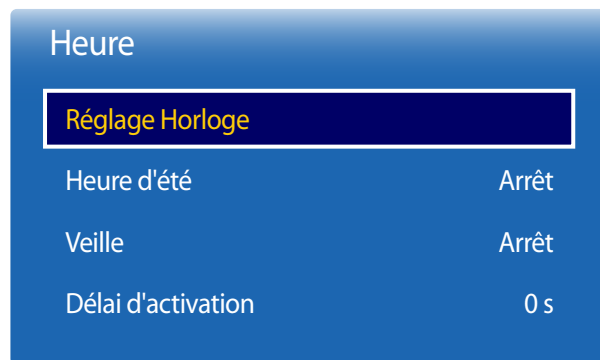 Heure
Réglage Horloge
Heure d'été Arrêt
Veille Arrêt
Délai d'activation 0 s